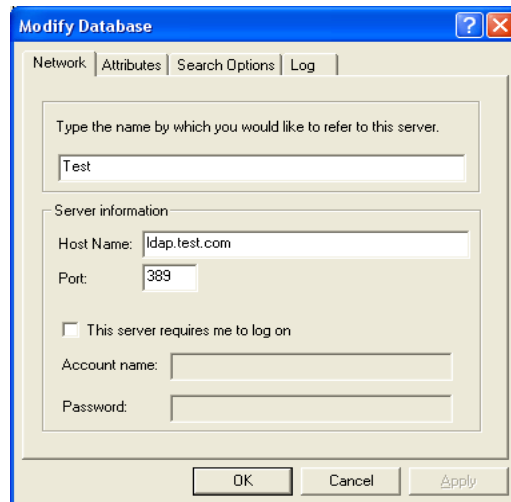 Modify Database
Network Attributes Search Options Log
Type the name by which you would like to refer to this server.
Test
Server information
Host Name: ldap.test.com
Port: 389
This server requires me to log on
Account name:
Password:
OK Cancel Apply